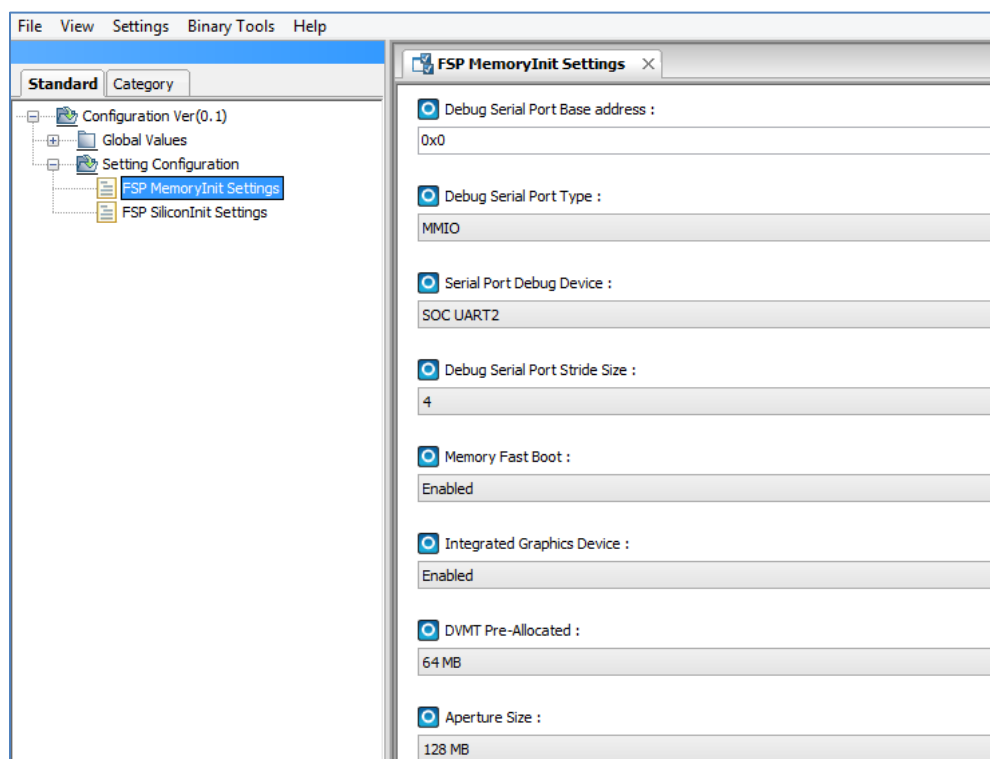 File View Settings Binary Tools Help
Standard Category
Configuration Ver(0.1)
Global Values
Setting Configuration
FSP MemoryInit Settings
FSP SiliconInit Settings
FSP MemoryInit Settings
Debug Serial Port Base address :
0x0
Debug Serial Port Type :
MMIO
Serial Port Debug Device :
SOC UART2
Debug Serial Port Stride Size :
4
Memory Fast Boot :
Enabled
Integrated Graphics Device :
Enabled
DVMT Pre-Allocated :
64 MB
Aperture Size :
128 MB